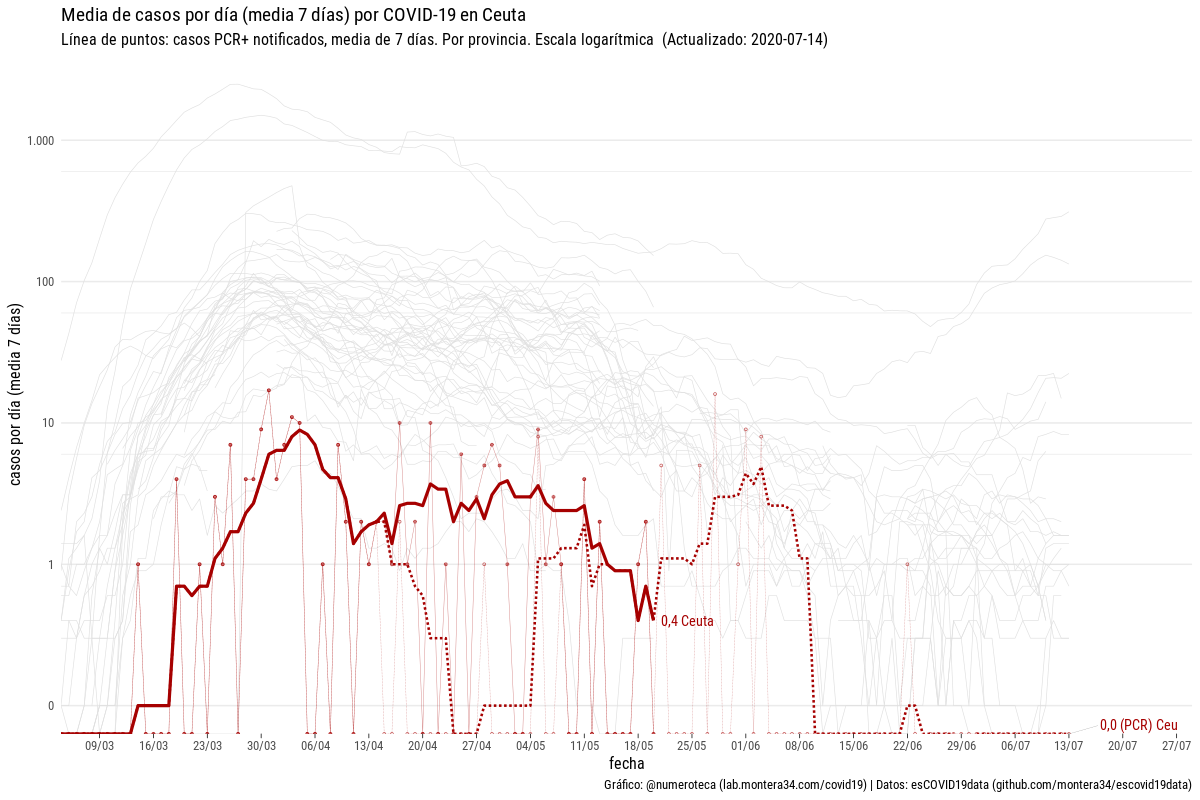 Media de casos por día (media 7 días) por COVID-19 en Ceuta
Línea de puntos: casos PCR+ notificados, media de 7 días. Por provincia. Escala logarítmica (Actualizado: 2020-07-14)
casos por día (media 7 días)
1.000
100
10
1
0
0,4 Ceuta
0,0 (PCR) Ceu
09/03 16/03 23/03 30/03 06/04 13/04 20/04 27/04 04/05 11/05 18/05 25/05 01/06 08/06 15/06 22/06 29/06 06/07 13/07 20/07 27/07
fecha
Gráfico: @numeroteca (lab.montera34.com/covid19) | Datos: esCOVID19data (github.com/montera34/escovid19data)